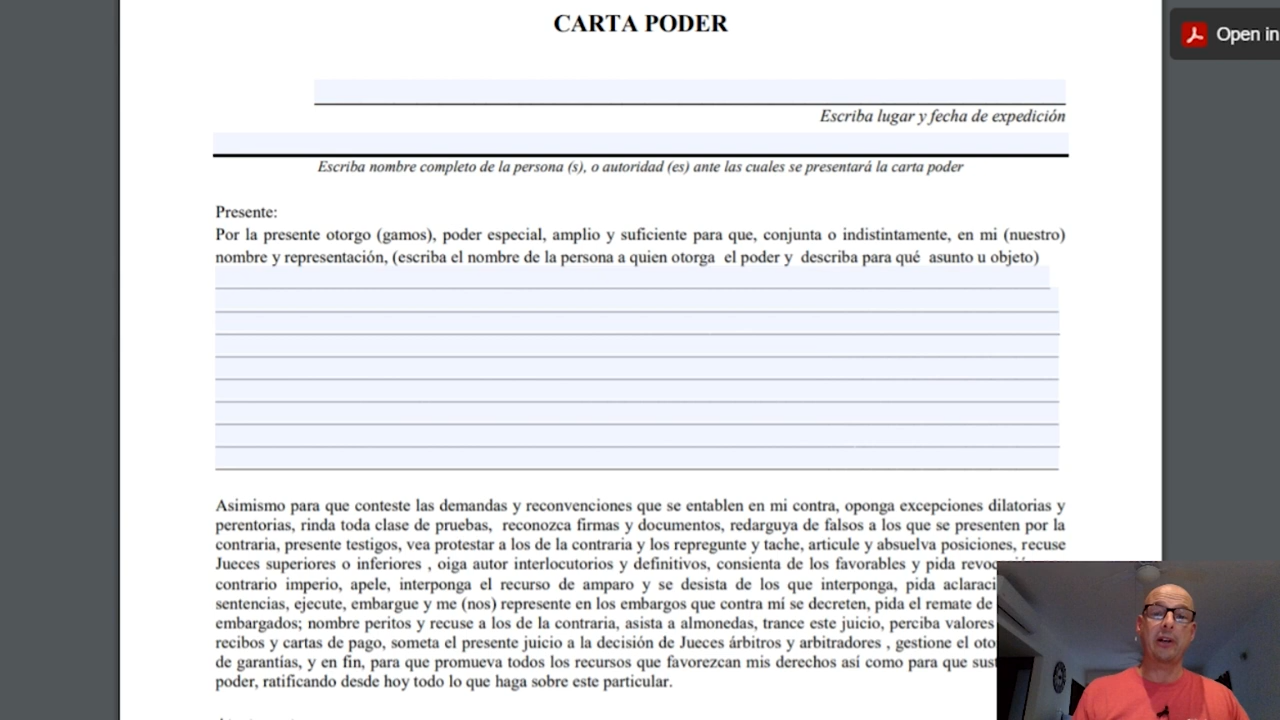 CARTA PODER
Open in
Escriba lugar y fecha de expedición
Escriba nombre completo de la persona (s), o autoridad (es) ante las cuales se presentará la carta poder
Presente:
Por la presente otorgo (gamos), poder especial, amplio y suficiente para que, conjunta o indistintamente, en mi (nuestro)
nombre y representación, (escriba el nombre de la persona a quien otorga el poder y describa para qué asunto u objeto)
Asimismo para que conteste las demandas y reconvenciones que se entablen en mi contra, oponga excepciones dilatorias y
perentorias, rinda toda clase de pruebas, reconozca firmas y documentos, redarguya de falsos a los que se presenten por la
contraria, presente testigos, vea protestar a los de la contraria y los repregunte y tache, articule y absuelva posiciones, recuse
Jueces superiores o inferiores , oiga autor interlocutorios y definitivos, consienta de los favorables y pida
contrario imperio, apele, interponga el recurso de amparo y se desista de los que interponga, pida
sentencias, ejecute, embargue y me (nos) represente en los embargos que contra mí se decreten, pida el remate de
embargados; nombre peritos y recuse a los de la contraria, asista a almonedas, trance este juicio, perciba valores
recibos y cartas de pago, someta el presente juicio a la decisión de Jueces árbitros y arbitradores , gestione el
de garantías, y en fin, para que promueva todos los recursos que favorezcan mis derechos así como para que
poder, ratificando desde hoy todo lo que haga sobre este particular.